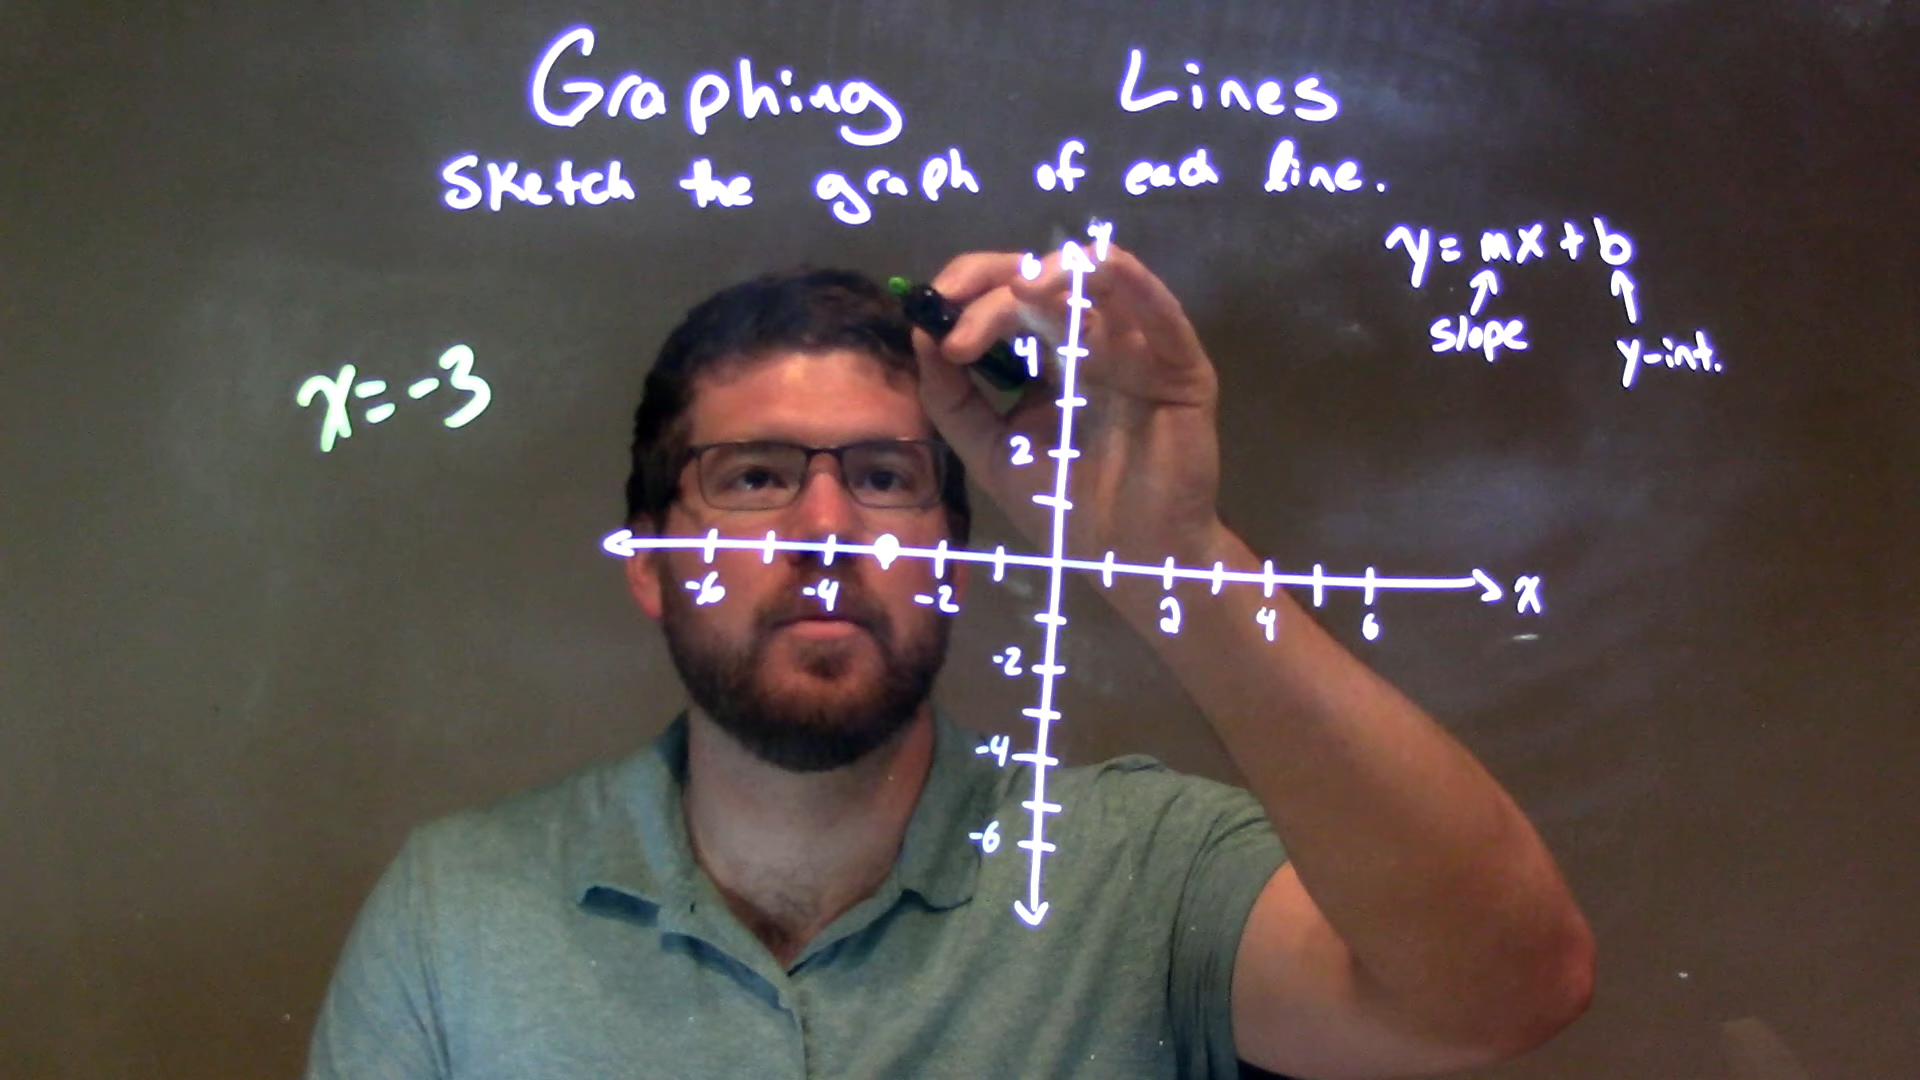 Graphing Lines
Sketch the graph of each line.
y = mx + b
slope
y-int.
x = -3
y
6
4
2
-6 -4 -2
2 4 6
x
-2
-4
-6